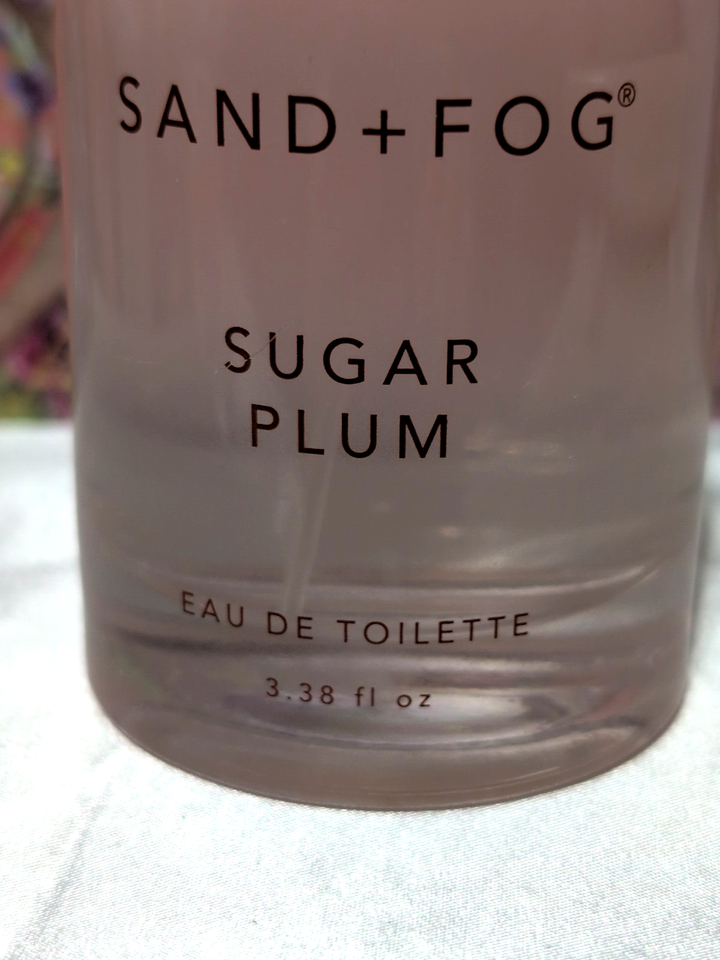 SAND+FOG®
SUGAR
PLUM
EAU DE TOILETTE
3.38 fl oz